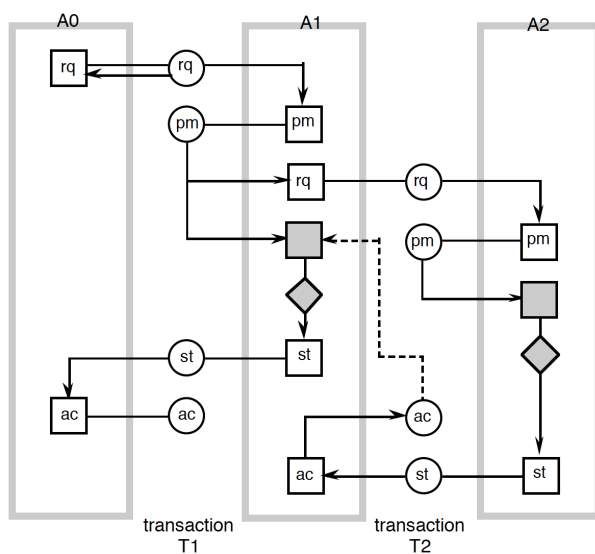 A0
A1
A2
rq
rq
pm
pm
rq
rq
pm
pm
st
st
ac
ac
ac
ac
st
st
transaction
T1
transaction
T2